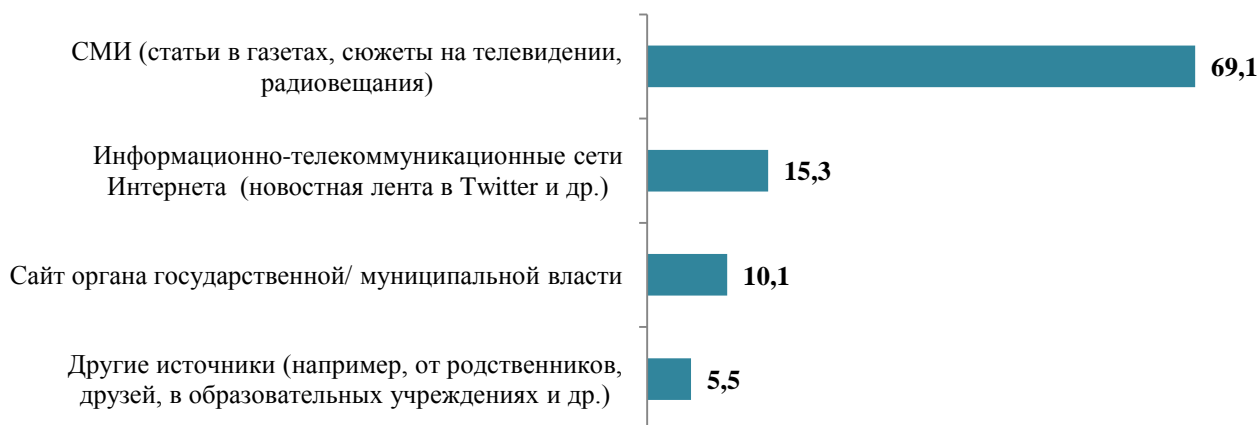 СМИ (статьи в газетах, сюжеты на телевидении,
радиовещания)
69,1
Информационно-телекоммуникационные сети
Интернета (новостная лента в Twitter и др.)
15,3
Сайт органа государственной/ муниципальной власти
10,1
Другие источники (например, от родственников,
друзей, в образовательных учреждениях и др.)
5,5